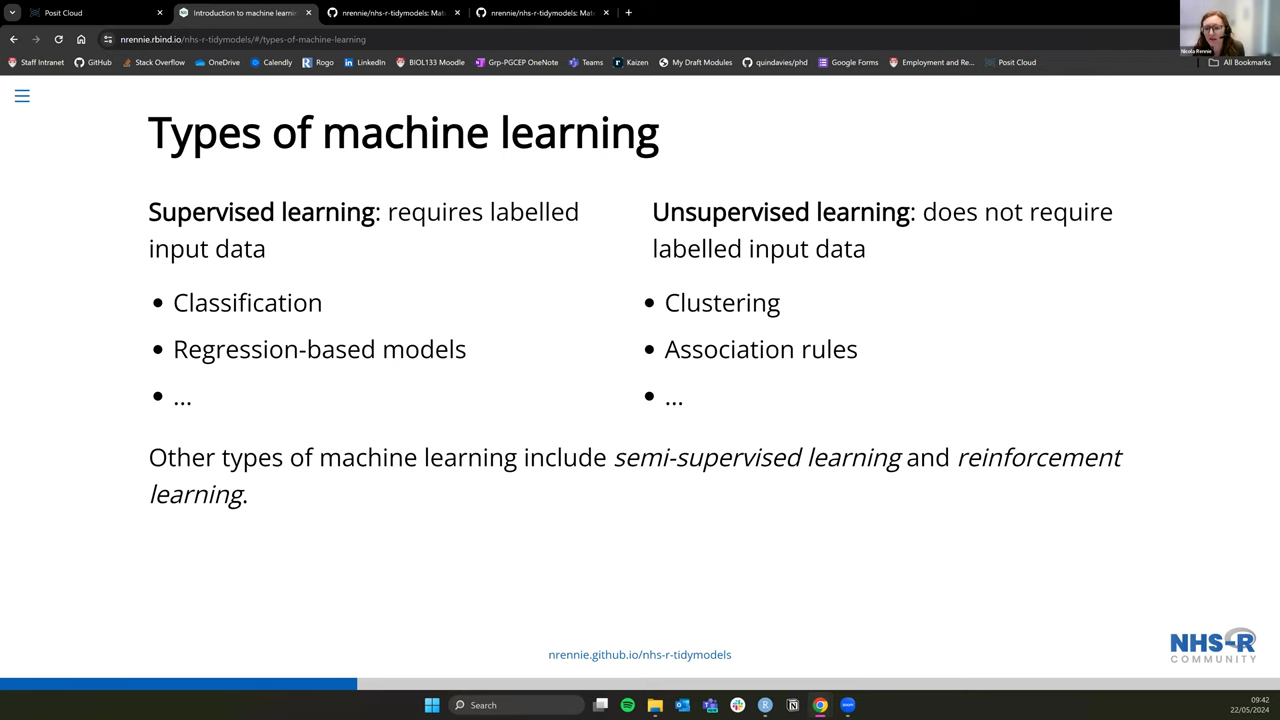 Posit Cloud
Introduction to machine learnin
nrennie/nhs-r-tidymodels: Mat
nrennie/nhs-r-tidymodels: Mat
nrennie.rbind.io/nhs-r-tidymodels/#/types-of-machine-learning
Nicola Rennie
Staff Intranet
GitHub
Stack Overflow
OneDrive
Calendly
Rogo
LinkedIn
BIOL133 Moodle
Grp-PGCEP OneNote
Teams
Kaizen
My Draft Modules
quindavies/phd
Google Forms
Employment and Re...
Posit Cloud
All Bookmarks
Types of machine learning
Supervised learning: requires labelled
input data
• Classification
• Regression-based models
• ...
Unsupervised learning: does not require
labelled input data
• Clustering
• Association rules
• ...
Other types of machine learning include semi-supervised learning and reinforcement
learning.
NHS-R
COMMUNITY
nrennie.github.io/nhs-r-tidymodels
Search
09:42
22/05/2024